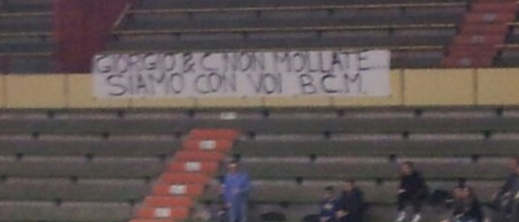 GIORGIO & C. NON MOLLATE
SIAMO CON VOI B.C.M.